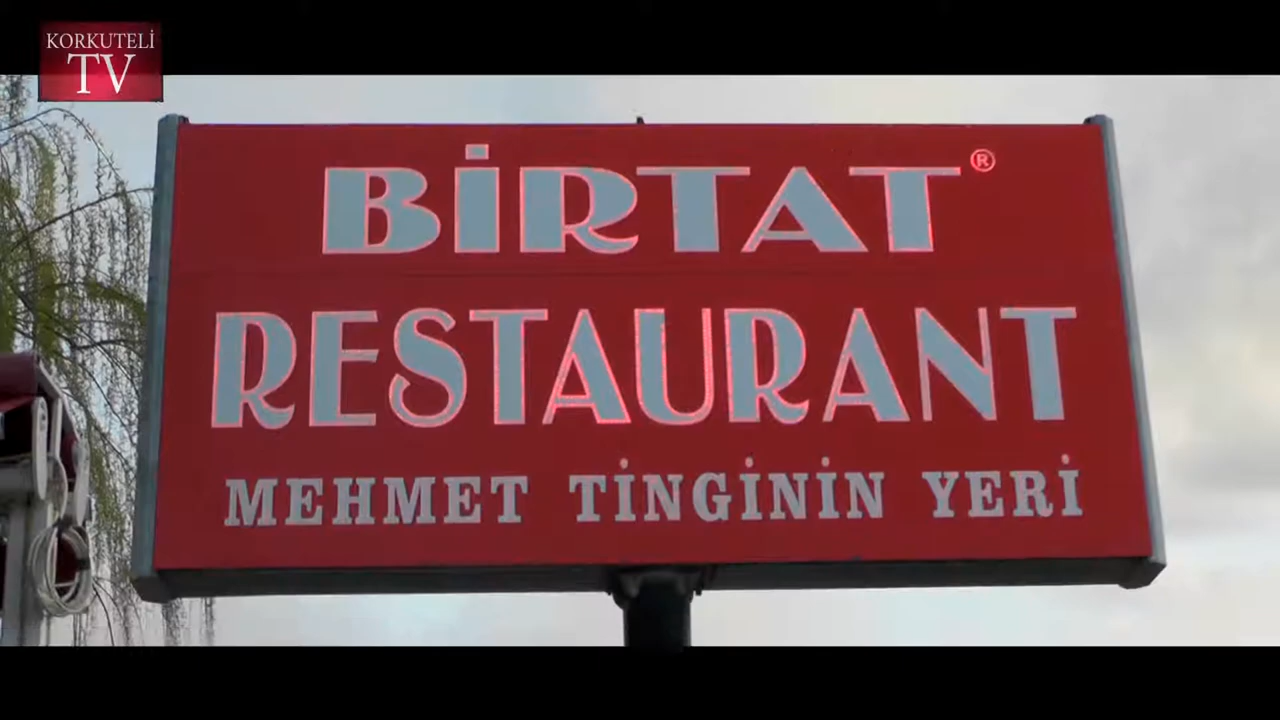 KORKUTELİ
TV
BİRTAT®
RESTAURANT
MEHMET TİNGİNİN YERİ